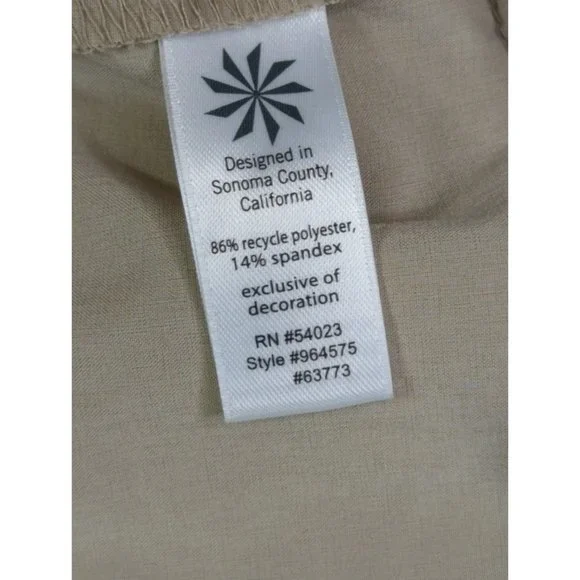 Designed in
Sonoma County,
California
86% recycle polyester,
14% spandex
exclusive of
decoration
RN #54023
Style #964575
#63773